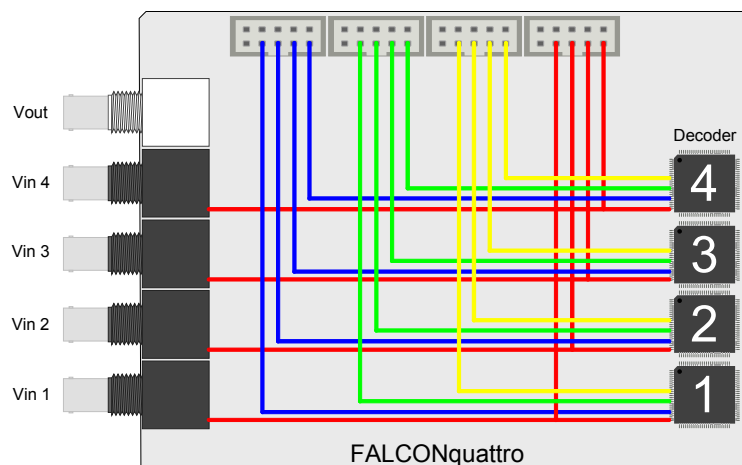 Vout
Decoder
Vin 4
4
Vin 3
3
Vin 2
2
Vin 1
1
FALCONquattro